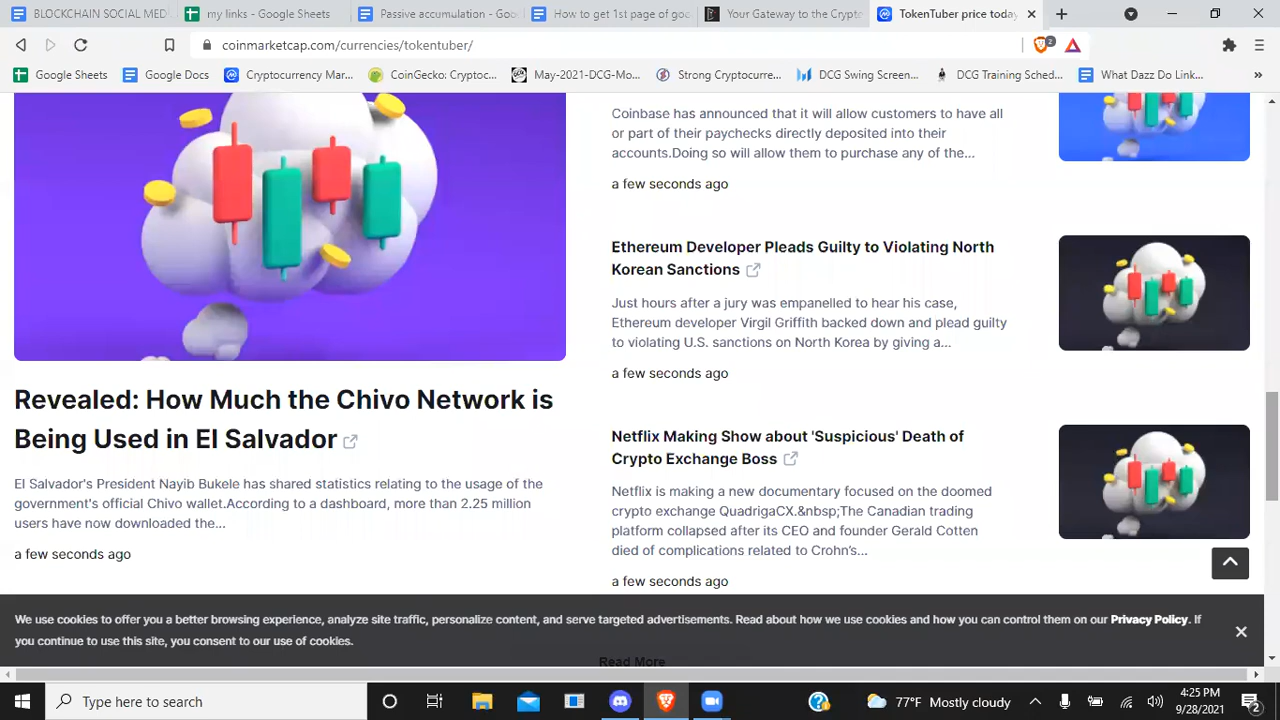 BLOCKCHAIN SOCIAL MED
my links - Google Sheets
Passive accumulation - Goo
How to get 1st page of goo
Your Gateway to the Crypto
TokenTuber price today
coinmarketcap.com/currencies/tokentuber/
2
Google Sheets
Google Docs
Cryptocurrency Mar...
CoinGecko: Cryptoc...
May-2021-DCG-Mo...
Strong Cryptocurre...
DCG Swing Screen...
DCG Training Sched...
What Dazz Do Link...
»
Coinbase has announced that it will allow customers to have all
or part of their paychecks directly deposited into their
accounts.Doing so will allow them to purchase any of the...
a few seconds ago
Ethereum Developer Pleads Guilty to Violating North
Korean Sanctions
Just hours after a jury was empanelled to hear his case,
Ethereum developer Virgil Griffith backed down and plead guilty
to violating U.S. sanctions on North Korea by giving a...
a few seconds ago
Revealed: How Much the Chivo Network is
Being Used in El Salvador
El Salvador's President Nayib Bukele has shared statistics relating to the usage of the
government's official Chivo wallet.According to a dashboard, more than 2.25 million
users have now downloaded the...
a few seconds ago
Netflix Making Show about 'Suspicious' Death of
Crypto Exchange Boss
Netflix is making a new documentary focused on the doomed
crypto exchange QuadrigaCX.&nbsp;The Canadian trading
platform collapsed after its CEO and founder Gerald Cotten
died of complications related to Crohn's...
a few seconds ago
We use cookies to offer you a better browsing experience, analyze site traffic, personalize content, and serve targeted advertisements. Read about how we use cookies and how you can control them on our Privacy Policy. If
you continue to use this site, you consent to our use of cookies.
Read More
Type here to search
77°F Mostly cloudy
4:25 PM
9/28/2021
2